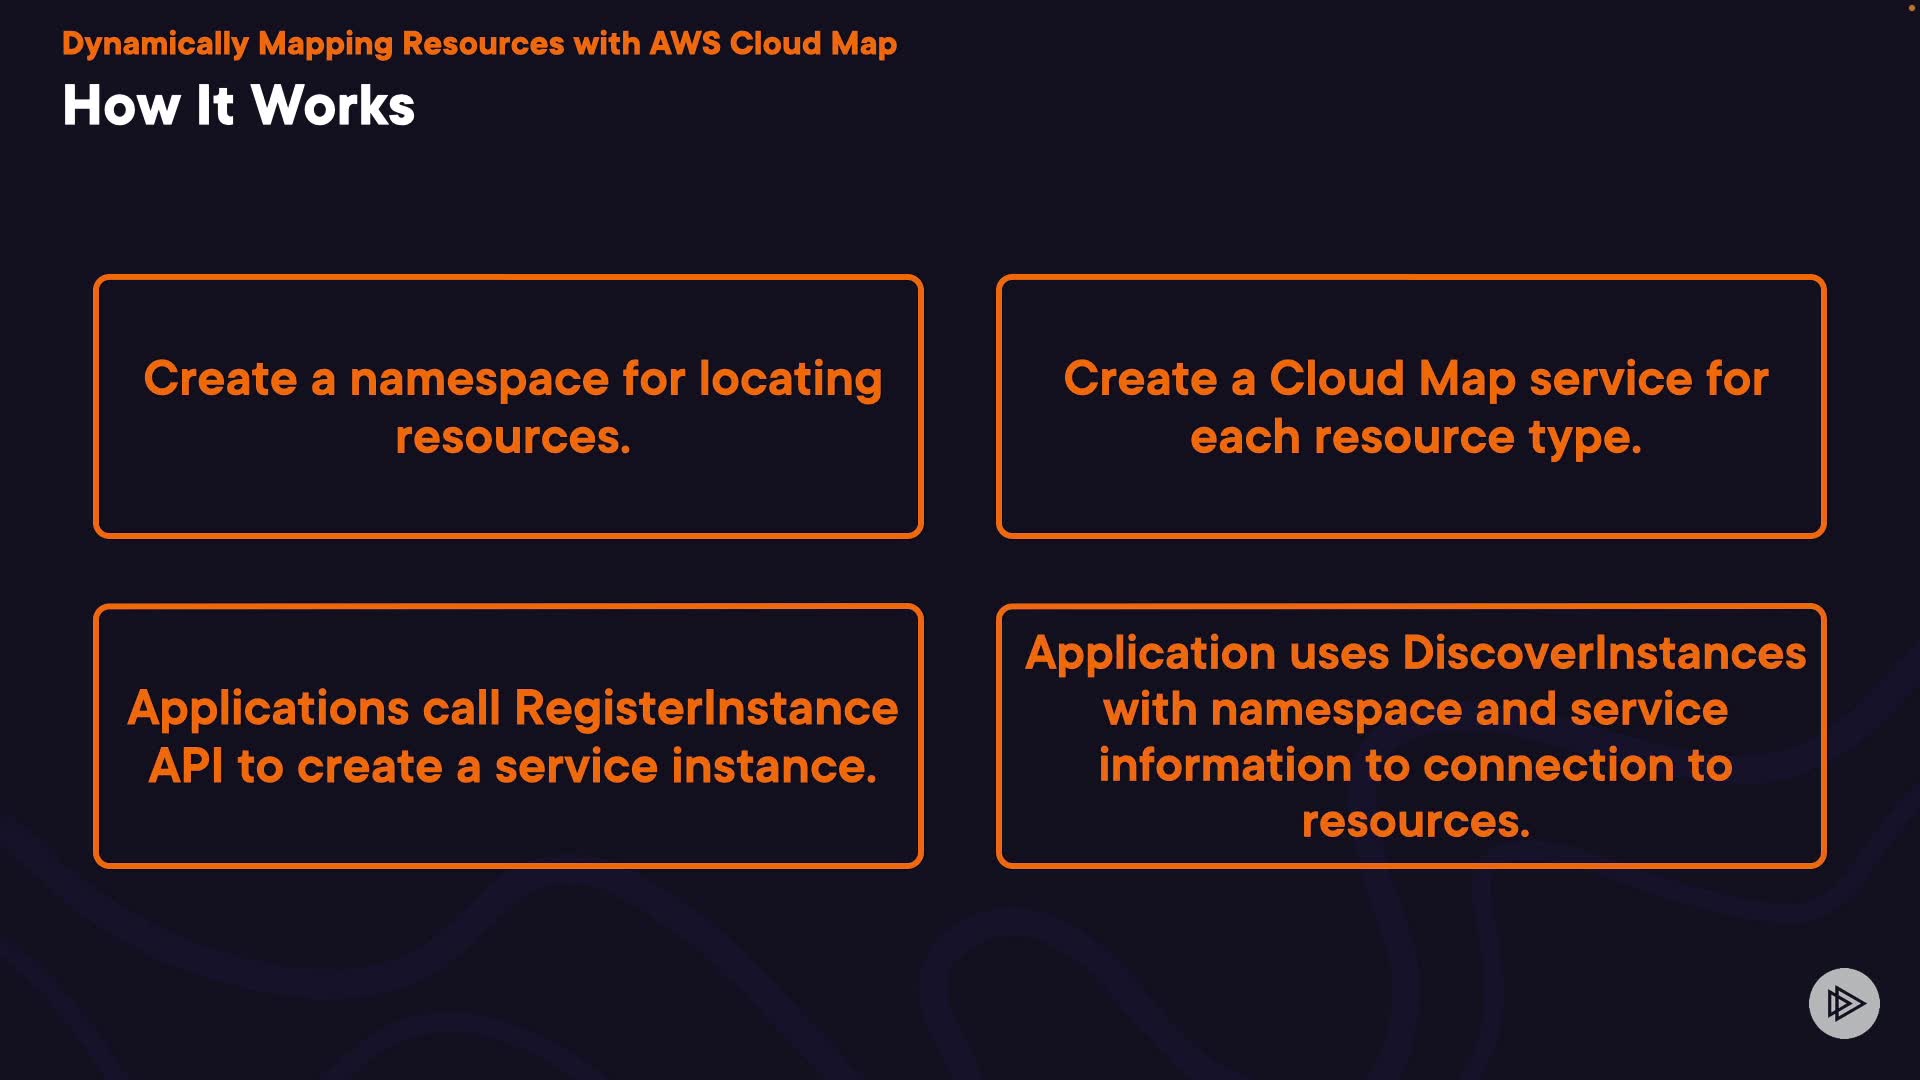 Dynamically Mapping Resources with AWS Cloud Map
How It Works
Create a namespace for locating
resources.
Create a Cloud Map service for
each resource type.
Applications call RegisterInstance
API to create a service instance.
Application uses DiscoverInstances
with namespace and service
information to connection to
resources.